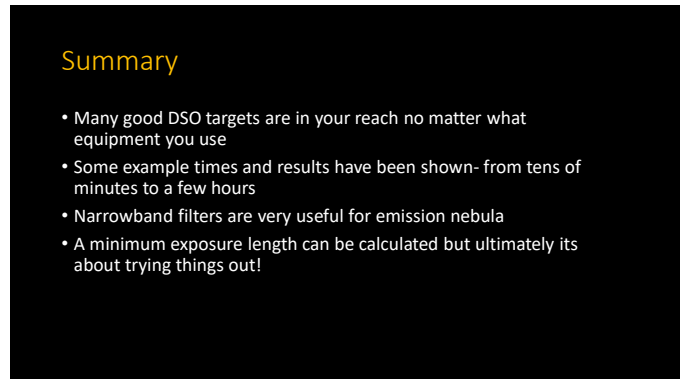 Summary
• Many good DSO targets are in your reach no matter what
equipment you use
• Some example times and results have been shown- from tens of
minutes to a few hours
• Narrowband filters are very useful for emission nebula
• A minimum exposure length can be calculated but ultimately its
about trying things out!